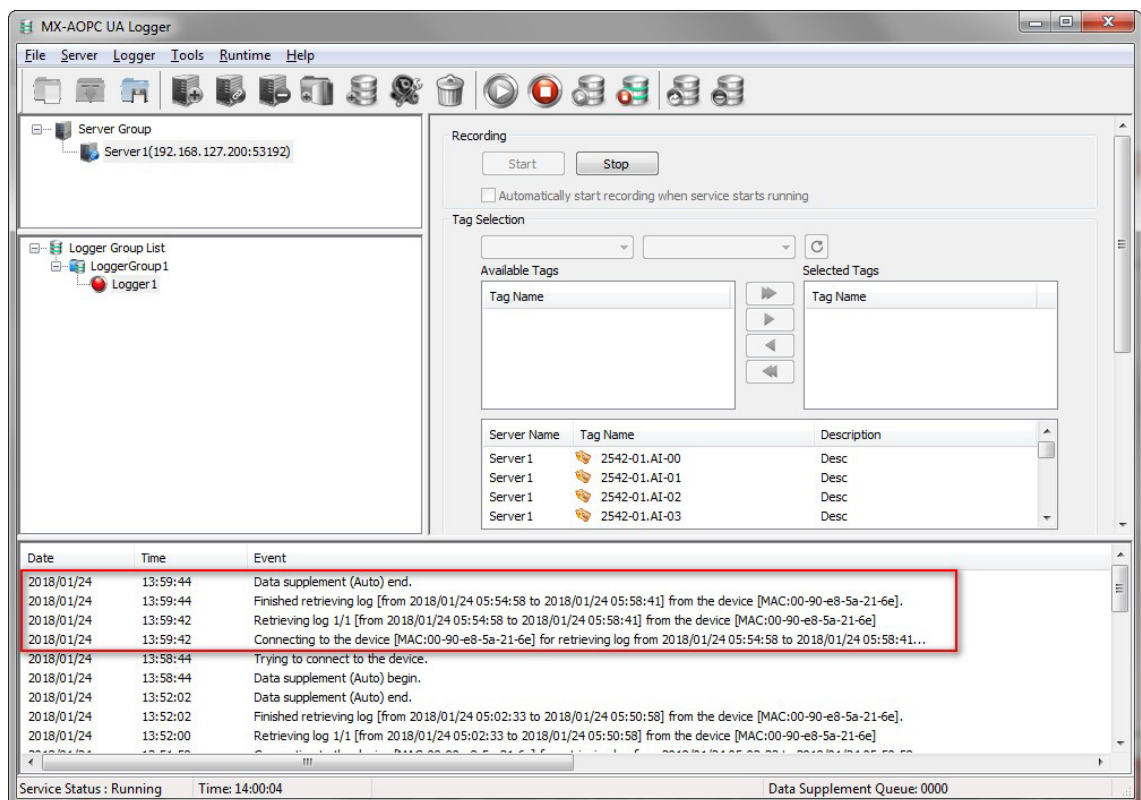 MX-AOPC UA Logger
File Server Logger Tools Runtime Help
Server Group
Server1(192.168.127.200:53192)
Logger Group List
LoggerGroup1
Logger1
Recording
Start Stop
Automatically start recording when service starts running
Tag Selection
Available Tags Selected Tags
Tag Name Tag Name
Server Name Tag Name Description
Server1 2542-01.AI-00 Desc
Server1 2542-01.AI-01 Desc
Server1 2542-01.AI-02 Desc
Server1 2542-01.AI-03 Desc
Date Time Event
2018/01/24 13:59:44 Data supplement (Auto) end.
2018/01/24 13:59:44 Finished retrieving log [from 2018/01/24 05:54:58 to 2018/01/24 05:58:41] from the device [MAC:00-90-e8-5a-21-6e].
2018/01/24 13:59:42 Retrieving log 1/1 [from 2018/01/24 05:54:58 to 2018/01/24 05:58:41] from the device [MAC:00-90-e8-5a-21-6e]
2018/01/24 13:59:42 Connecting to the device [MAC:00-90-e8-5a-21-6e] for retrieving log from 2018/01/24 05:54:58 to 2018/01/24 05:58:41...
2018/01/24 13:58:44 Trying to connect to the device.
2018/01/24 13:58:44 Data supplement (Auto) begin.
2018/01/24 13:52:02 Data supplement (Auto) end.
2018/01/24 13:52:02 Finished retrieving log [from 2018/01/24 05:02:33 to 2018/01/24 05:50:58] from the device [MAC:00-90-e8-5a-21-6e].
2018/01/24 13:52:00 Retrieving log 1/1 [from 2018/01/24 05:02:33 to 2018/01/24 05:50:58] from the device [MAC:00-90-e8-5a-21-6e]
Service Status : Running Time: 14:00:04 Data Supplement Queue: 0000